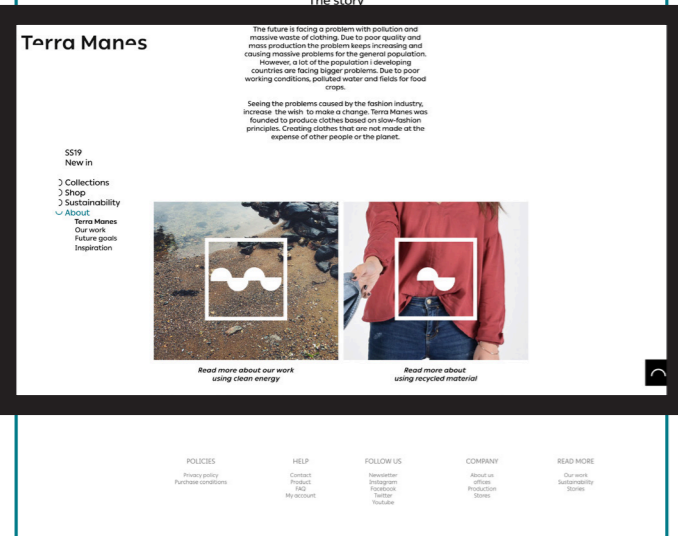 The story
Terra Manes
The future is facing a problem with pollution and
massive waste of clothing. Due to poor quality and
mass production the problem keeps increasing and
causing massive problems for the general population.
However, a lot of the population i developing
countries are facing bigger problems. Due to poor
working conditions, polluted water and fields for food
crops.
Seeing the problems caused by the fashion industry,
increase the wish to make a change. Terra Manes was
founded to produce clothes based on slow-fashion
principles. Creating clothes that are not made at the
expense of other people or the planet.
SS19
New in
Collections
Shop
Sustainability
About
Terra Manes
Our work
Future goals
Inspiration
Read more about our work
using clean energy
Read more about
using recycled material
POLICIES
Privacy policy
Purchase conditions
HELP
Contact
Product
FAQ
My account
FOLLOW US
Newsletter
Instagram
Facebook
Twitter
Youtube
COMPANY
About us
offices
Production
Stores
READ MORE
Our work
Sustainability
Stories